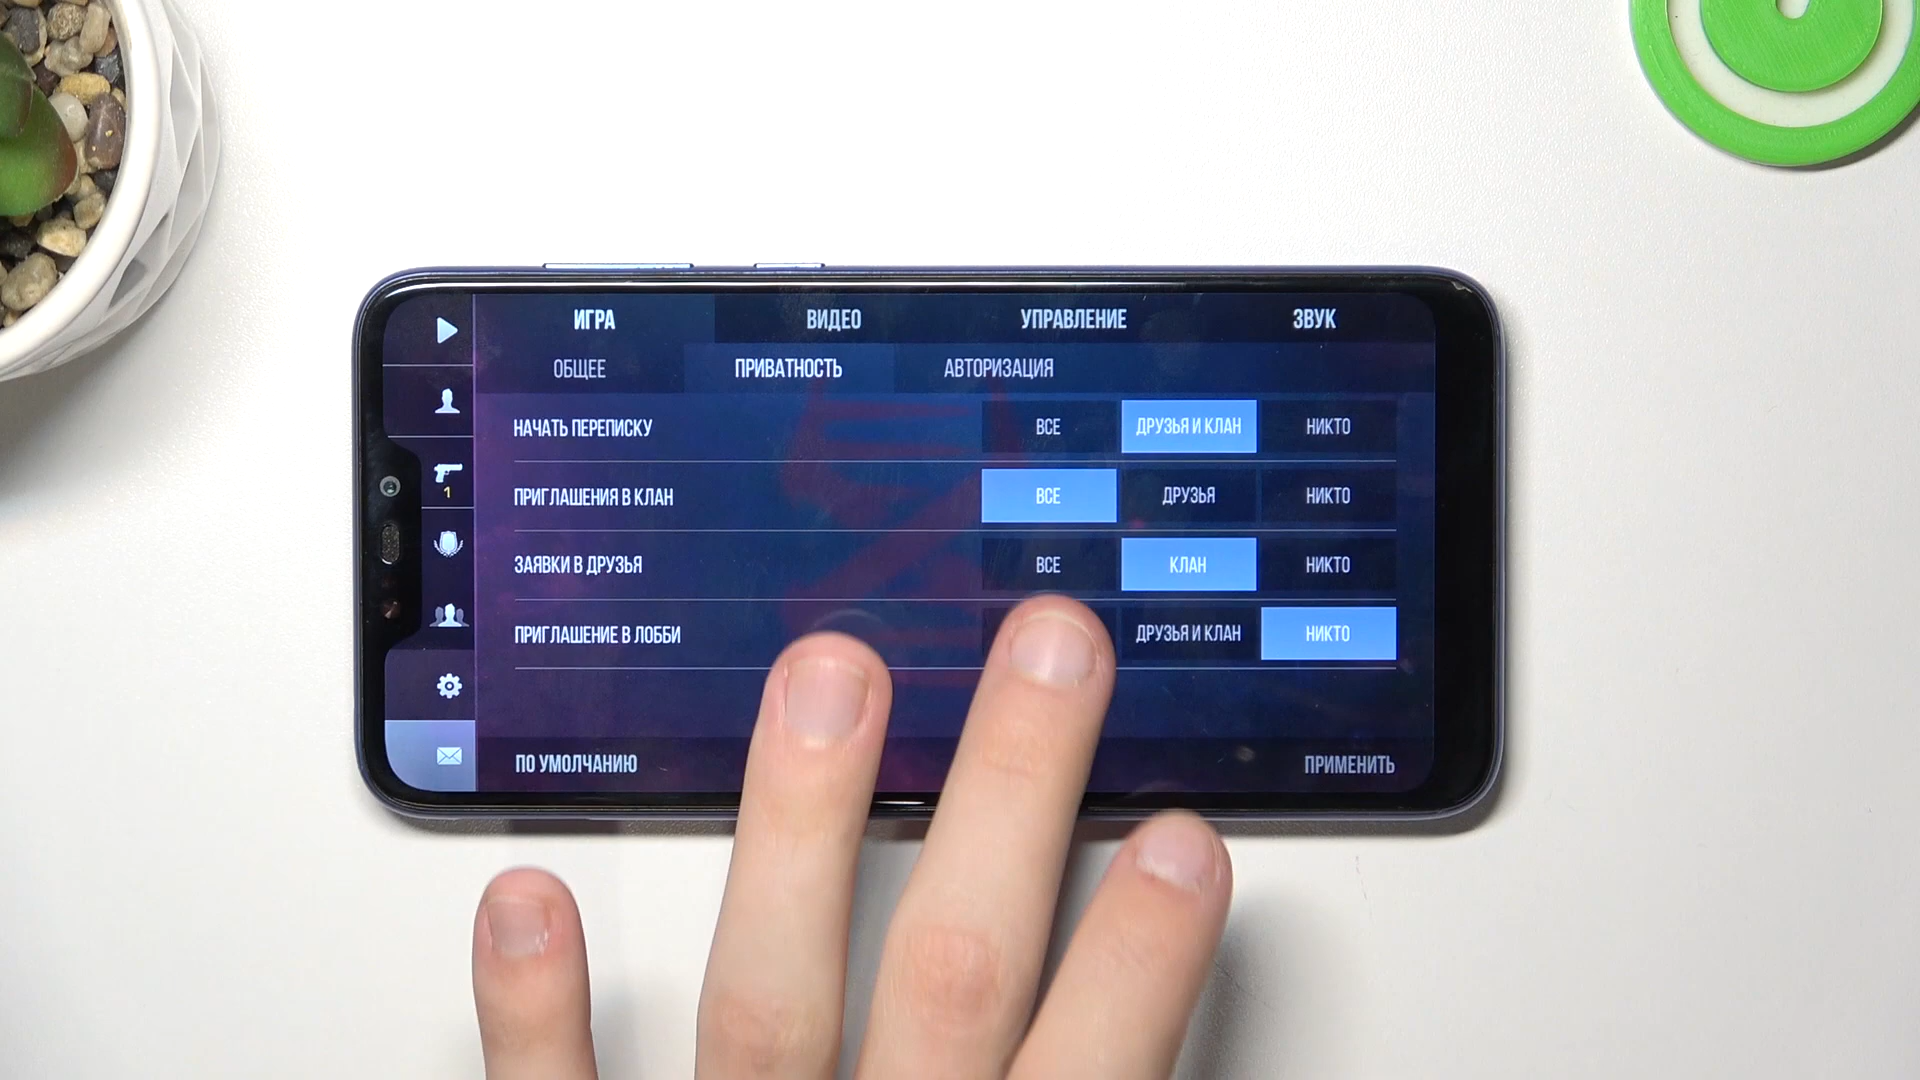 ИГРА ВИДЕО УПРАВЛЕНИЕ ЗВУК
ОБЩЕЕ ПРИВАТНОСТЬ АВТОРИЗАЦИЯ
НАЧАТЬ ПЕРЕПИСКУ ВСЕ ДРУЗЬЯ И КЛАН НИКТО
1
ПРИГЛАШЕНИЯ В КЛАН ВСЕ ДРУЗЬЯ НИКТО
ЗАЯВКИ В ДРУЗЬЯ ВСЕ КЛАН НИКТО
ПРИГЛАШЕНИЕ В ЛОББИ ДРУЗЬЯ И КЛАН НИКТО
ПО УМОЛЧАНИЮ ПРИМЕНИТЬ